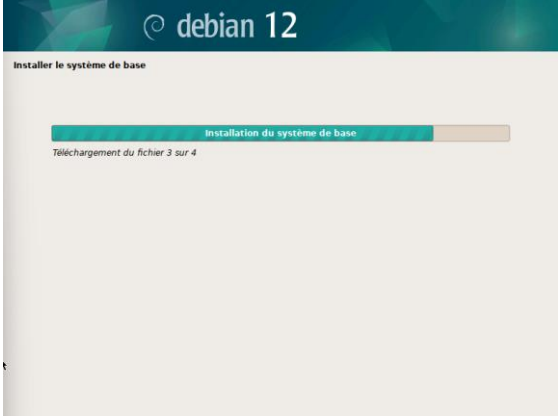 debian 12
Installer le système de base
Installation du système de base
Téléchargement du fichier 3 sur 4